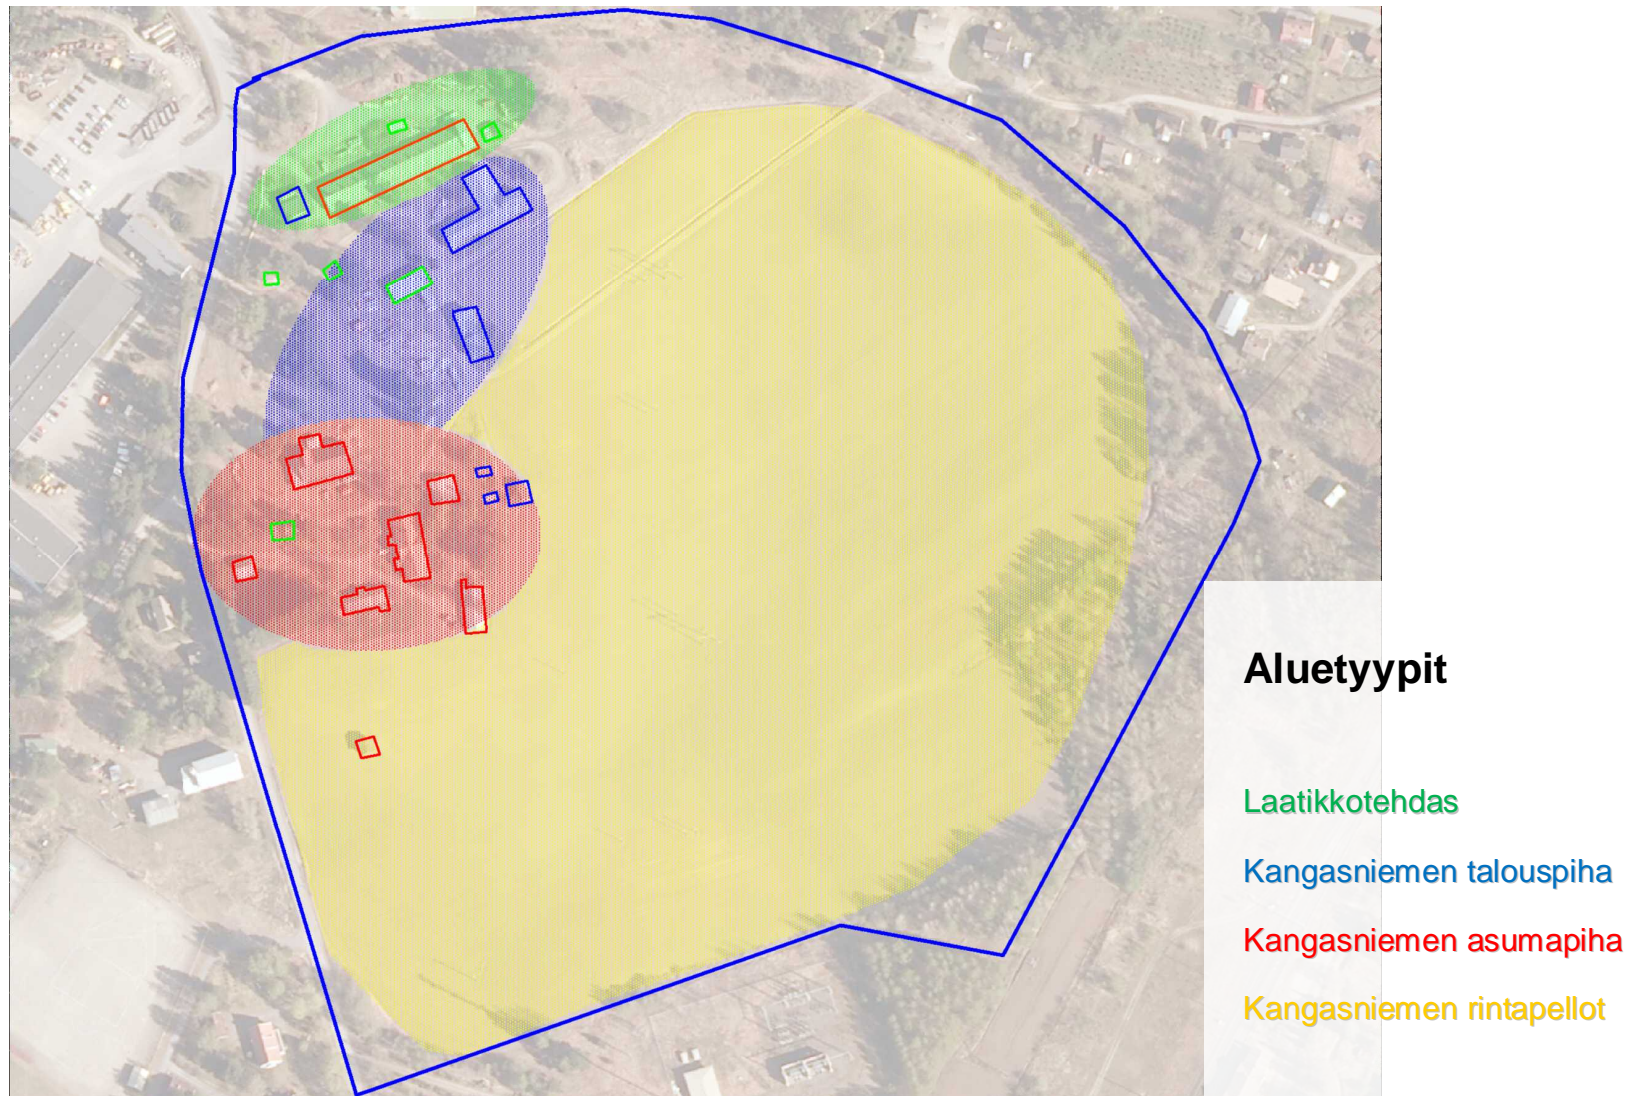 Aluetyypit
Laatikkotehdas
Kangasniemen talouspiha
Kangasniemen asumapiha
Kangasniemen rintapellot